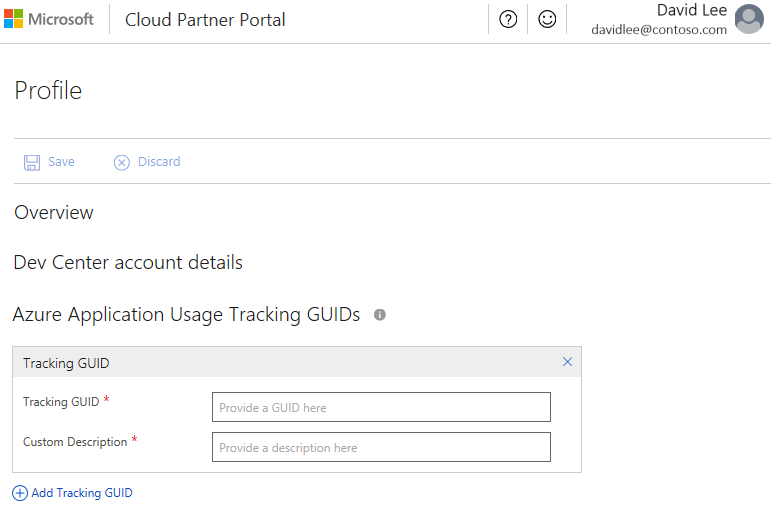 Microsoft
Cloud Partner Portal
David Lee
davidlee@contoso.com
Profile
Save
Discard
Overview
Dev Center account details
Azure Application Usage Tracking GUIDs
Tracking GUID
Tracking GUID *
Provide a GUID here
Custom Description *
Provide a description here
Add Tracking GUID